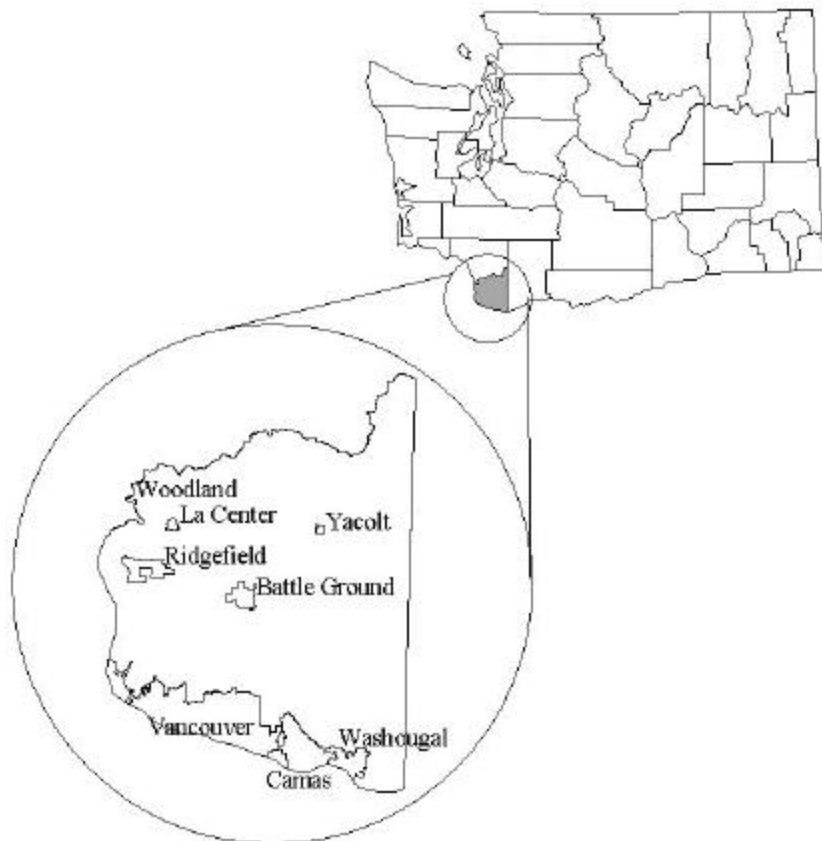 Woodland
La Center
Yacolt
Ridgefield
Battle Ground
Vancouver
Washougal
Camas